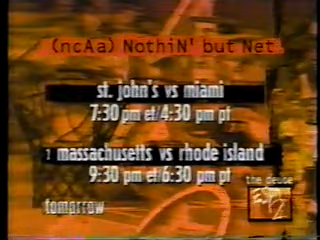 (ncAa) NothiN' but Net
st. john's vs miami
7:30 pm et/4:30 pm pt
massachusetts vs rhode island
9:30 pm et/6:30 pm pt
the deuce
tomorrow